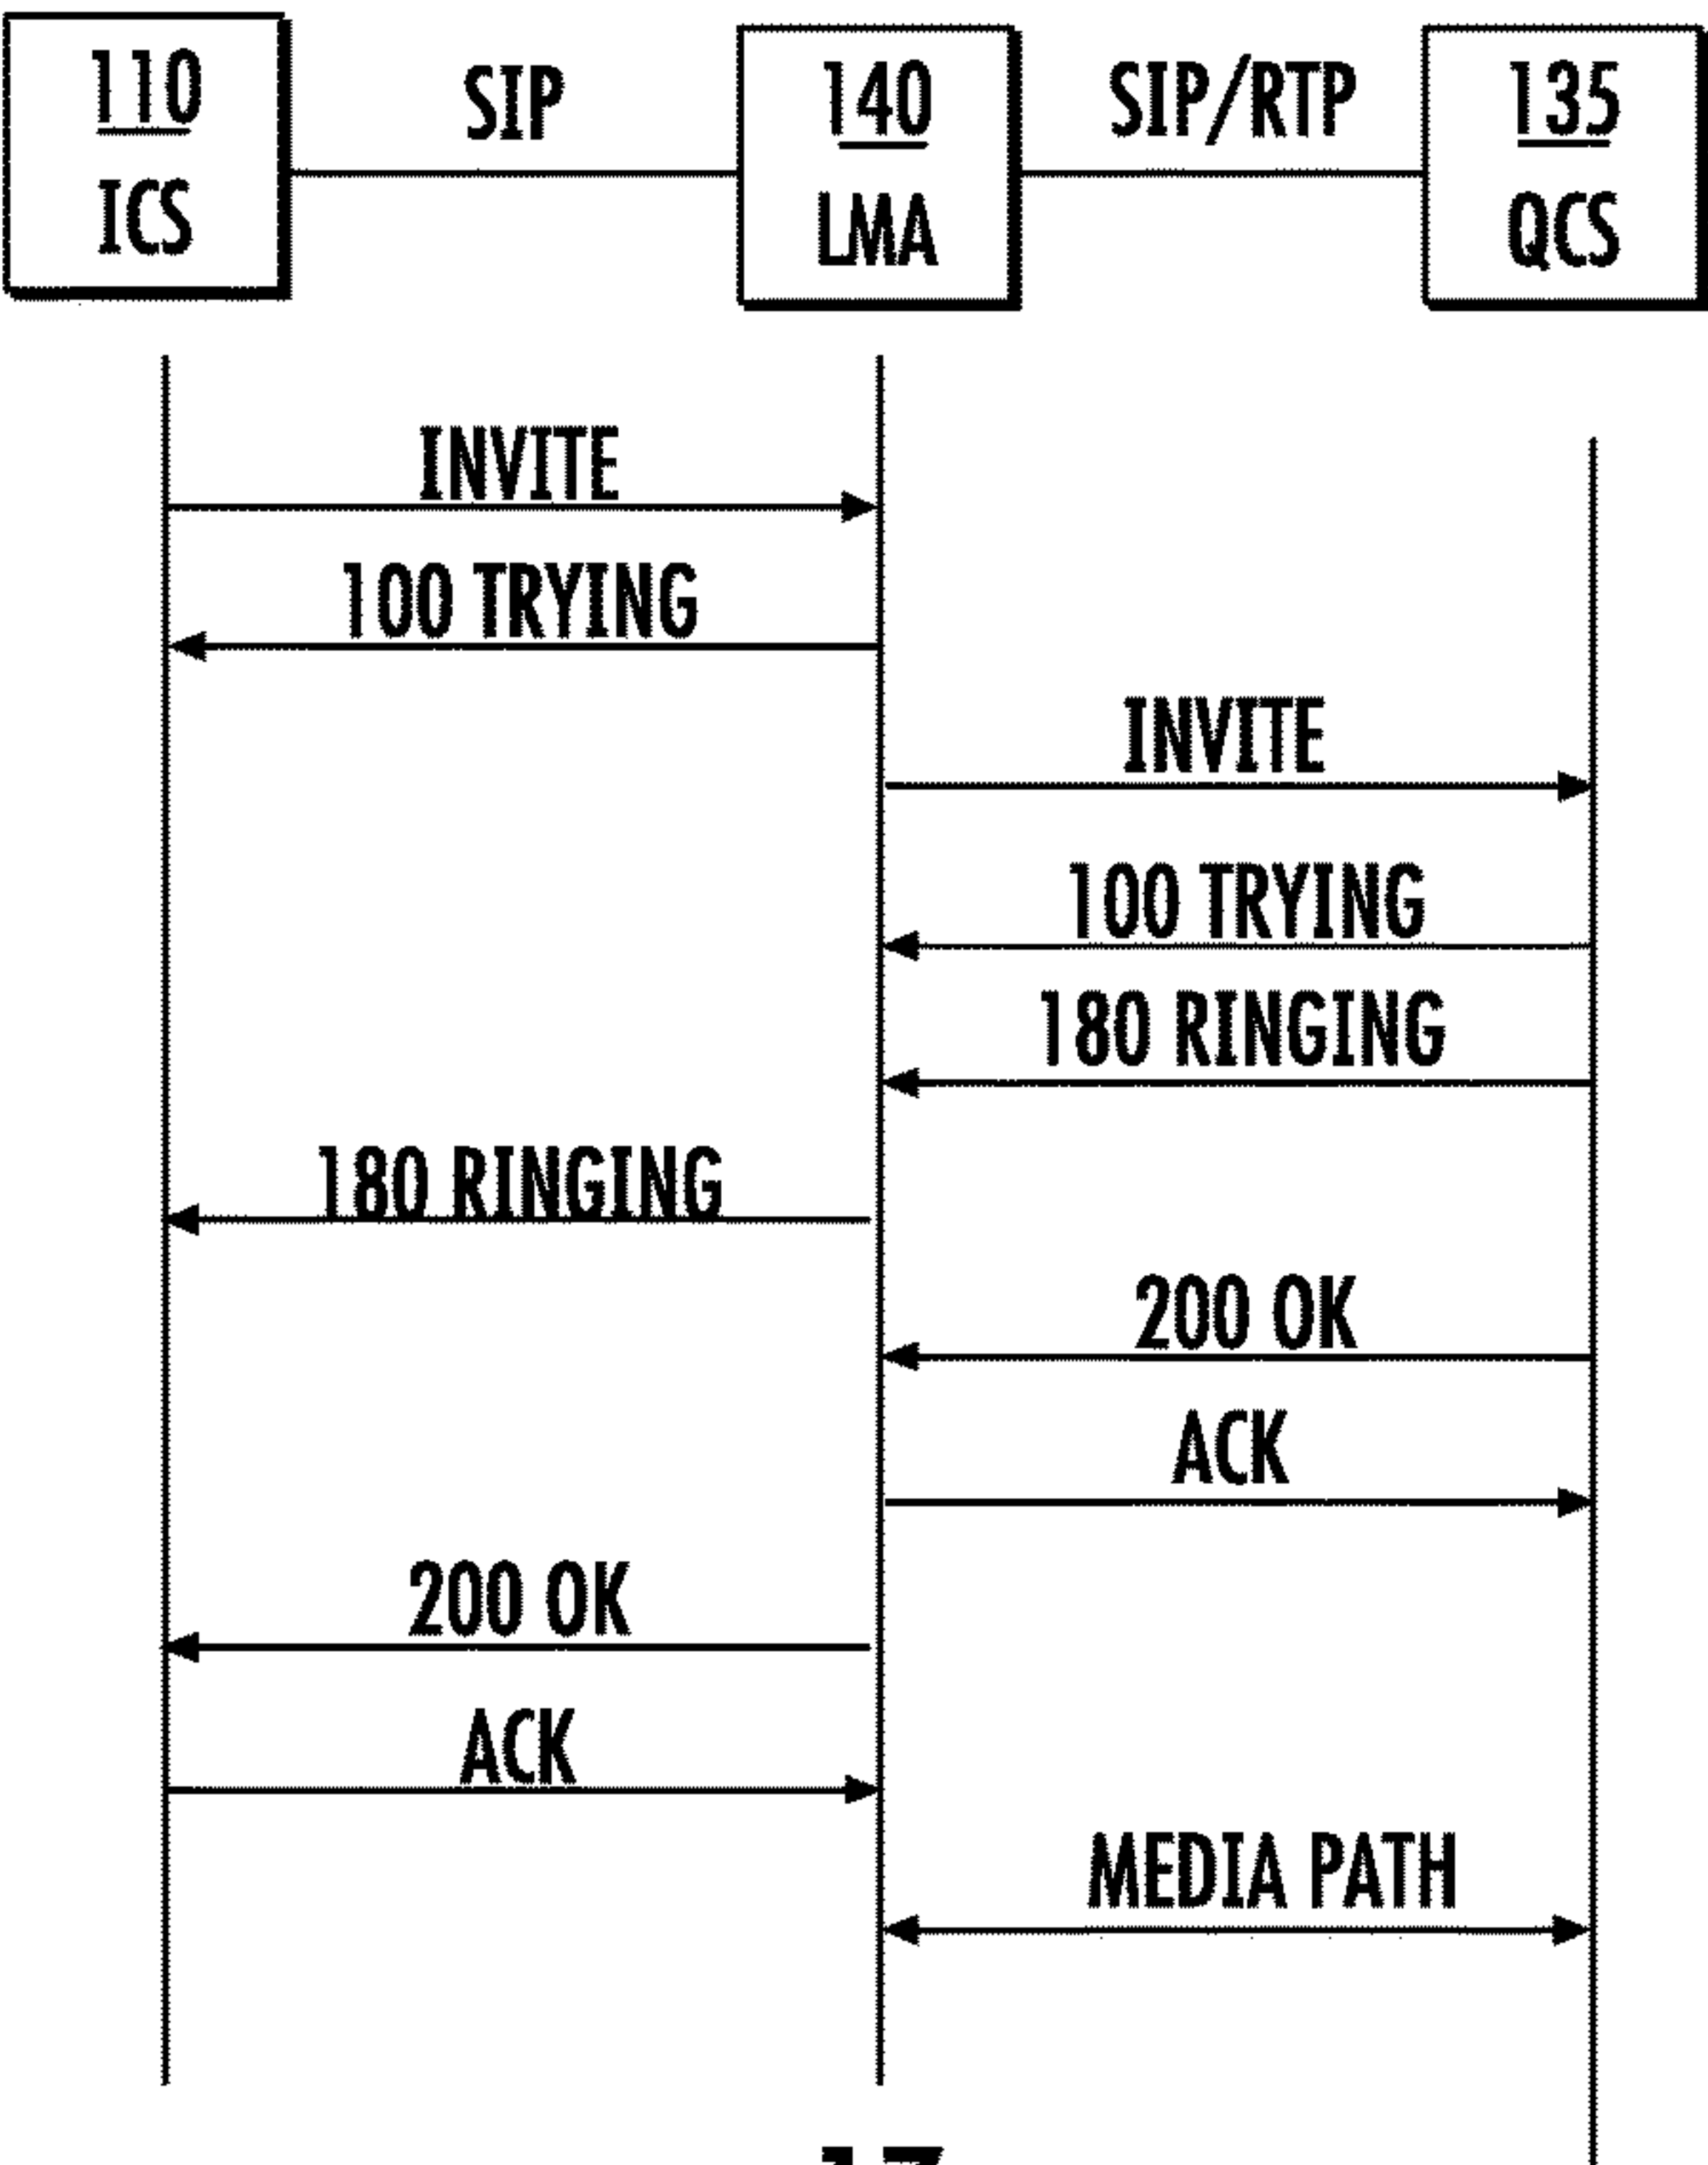 110 SIP 140 SIP/RTP 135
ICS LMA QCS
INVITE
100 TRYING
INVITE
100 TRYING
180 RINGING
180 RINGING
200 OK
ACK
200 OK
ACK
MEDIA PATH